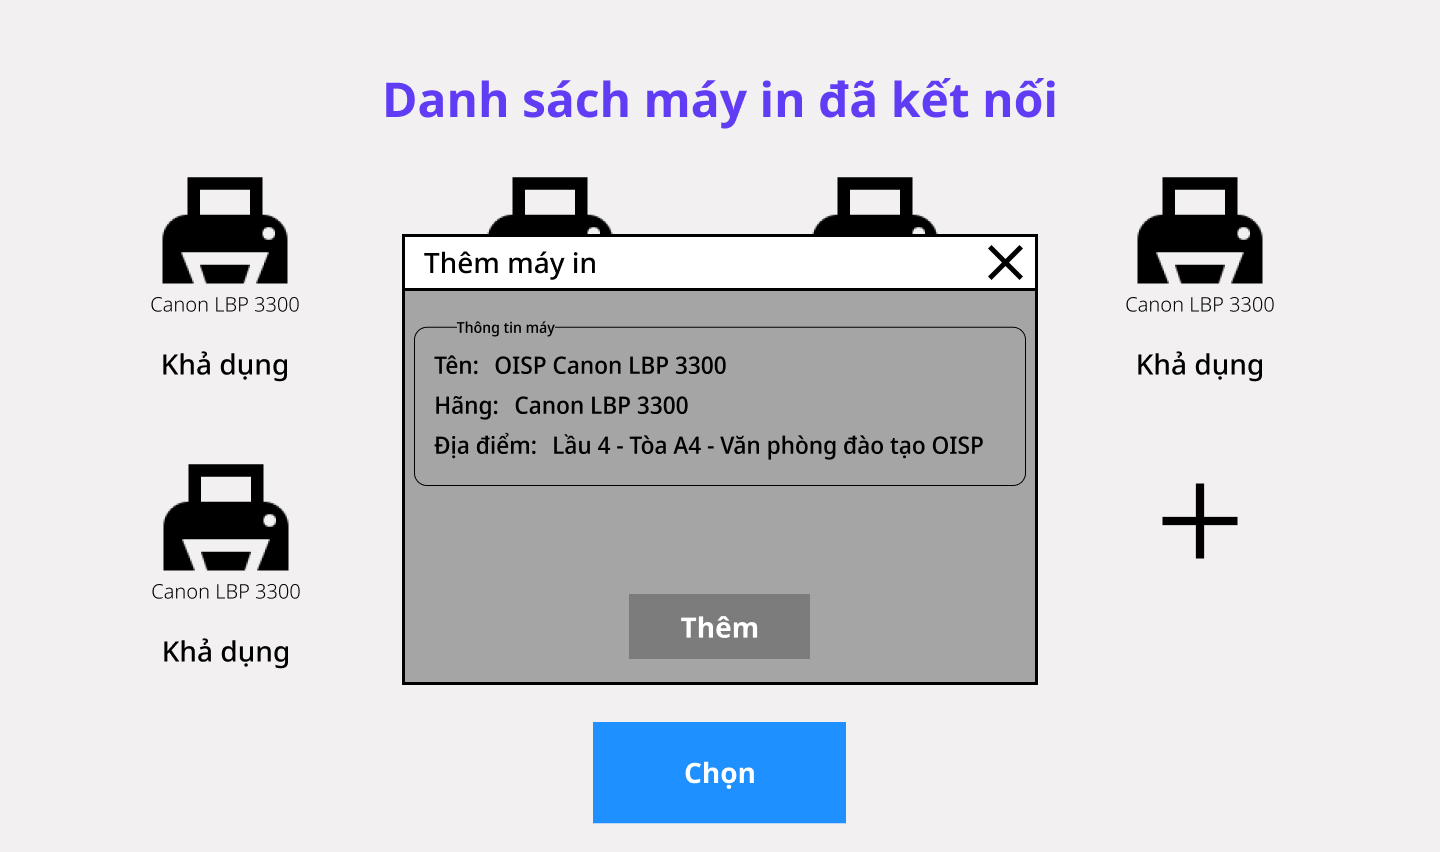 Danh sách máy in đã kết nối
Canon LBP 3300
Canon LBP 3300
Khả dụng
Khả dụng
Thêm máy in
Thông tin máy
Tên: OISP Canon LBP 3300
Hãng: Canon LBP 3300
Địa điểm: Lầu 4 - Tòa A4 - Văn phòng đào tạo OISP
Thêm
Canon LBP 3300
Khả dụng
Chọn